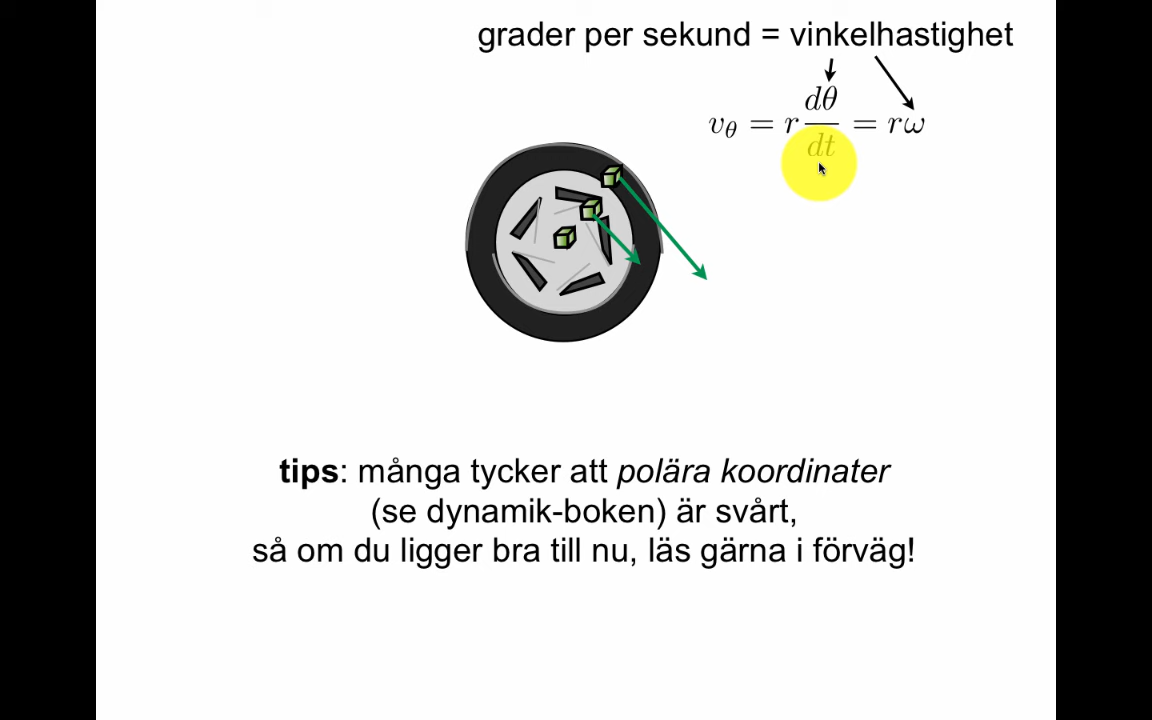 grader per sekund = vinkelhastighet
v_θ = r dθ/dt = rω
tips: många tycker att polära koordinater
(se dynamik-boken) är svårt,
så om du ligger bra till nu, läs gärna i förväg!